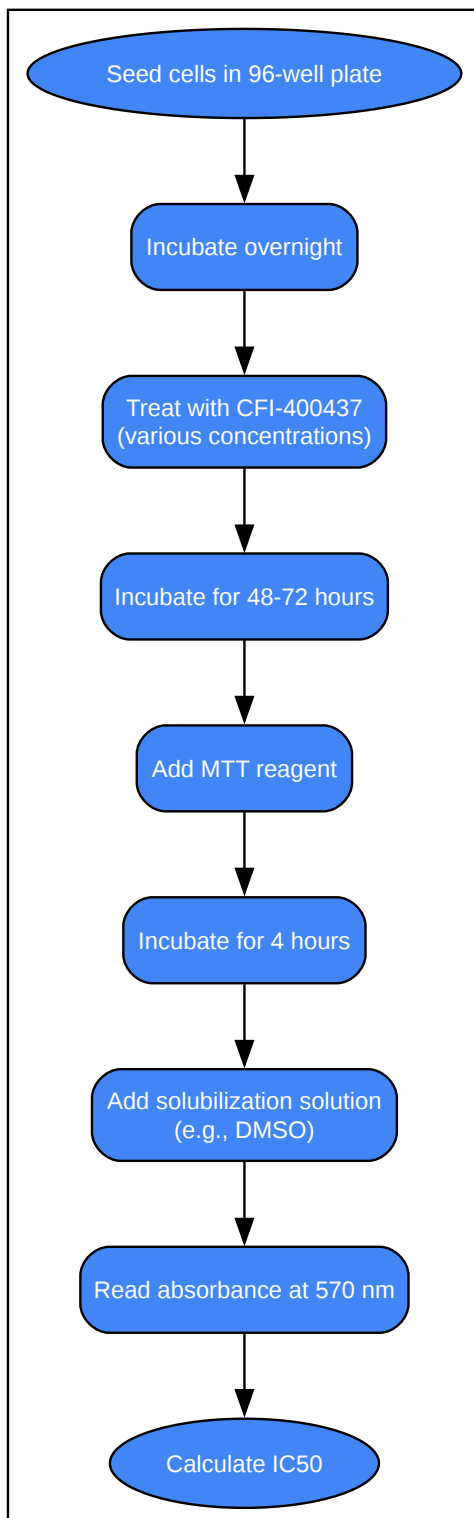 Seed cells in 96-well plate
Incubate overnight
Treat with CFI-400437
(various concentrations)
Incubate for 48-72 hours
Add MTT reagent
Incubate for 4 hours
Add solubilization solution
(e.g., DMSO)
Read absorbance at 570 nm
Calculate IC50